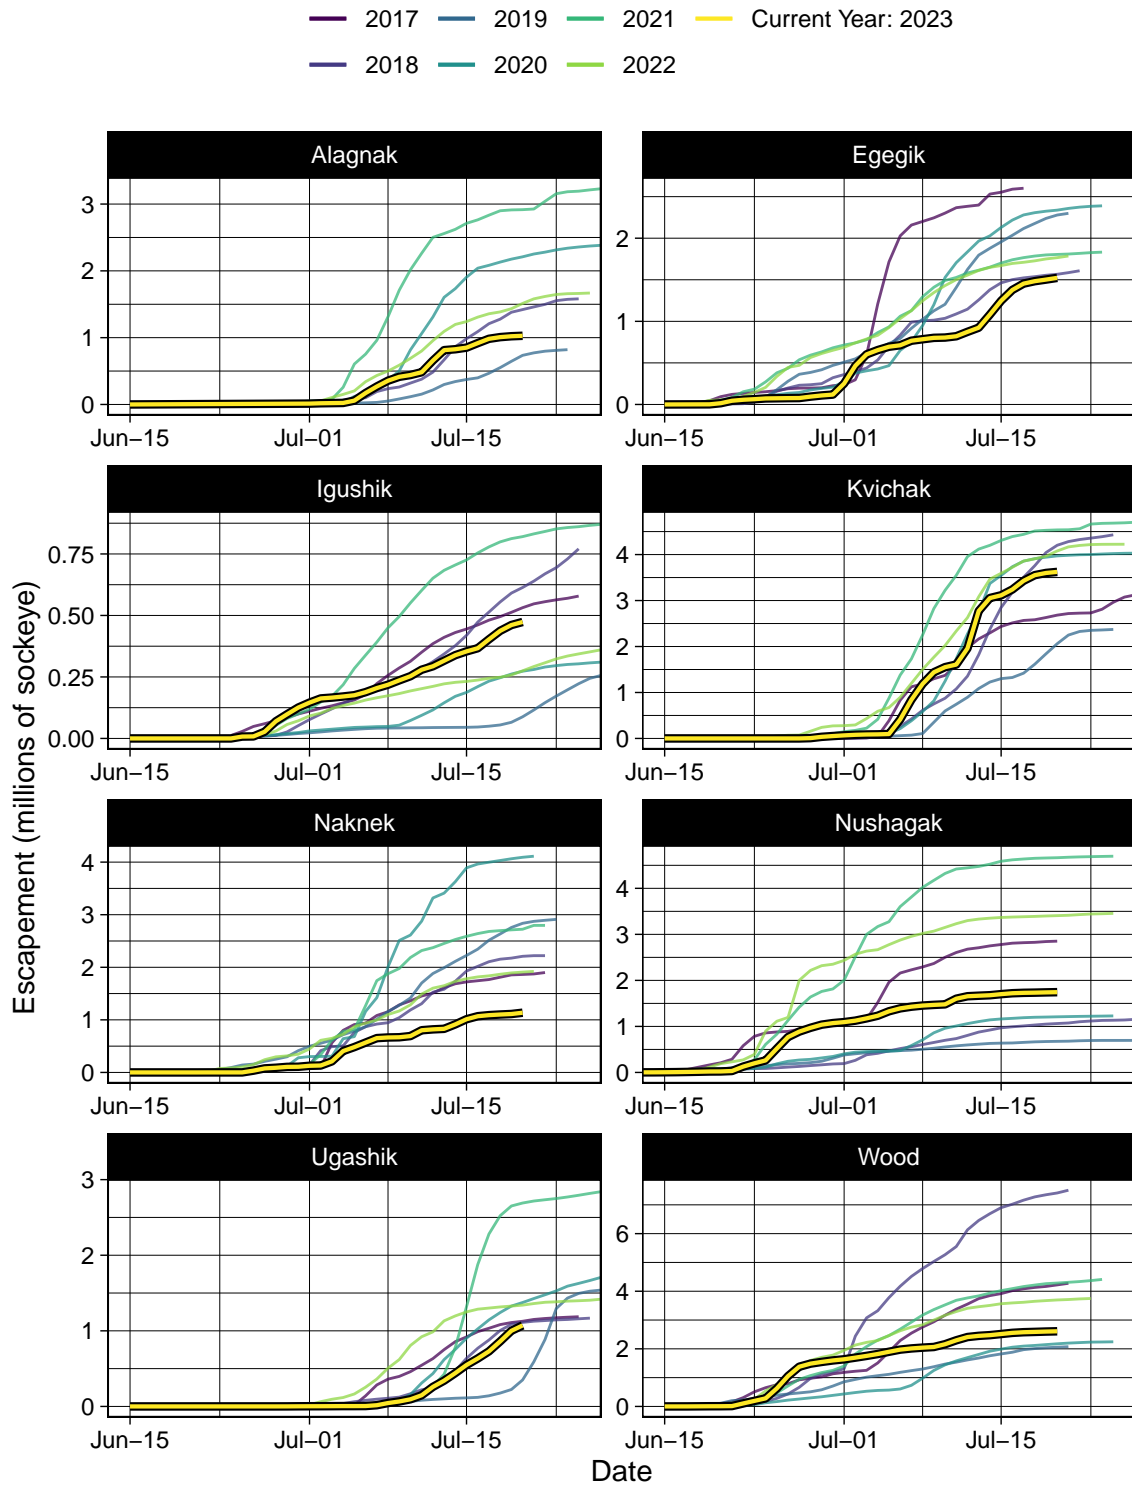 2017 2019 2021 Current Year: 2023
2018 2020 2022
Alagnak Egegik
3
2
1
0
2
1
0
Jun–15 Jul–01 Jul–15 Jun–15 Jul–01 Jul–15
Igushik Kvichak
0.75
0.50
0.25
0.00
4
3
2
1
0
Jun–15 Jul–01 Jul–15 Jun–15 Jul–01 Jul–15
Escapement (millions of sockeye)
Naknek Nushagak
4
3
2
1
0
4
3
2
1
0
Jun–15 Jul–01 Jul–15 Jun–15 Jul–01 Jul–15
Ugashik Wood
3
2
1
0
6
4
2
0
Jun–15 Jul–01 Jul–15 Jun–15 Jul–01 Jul–15
Date